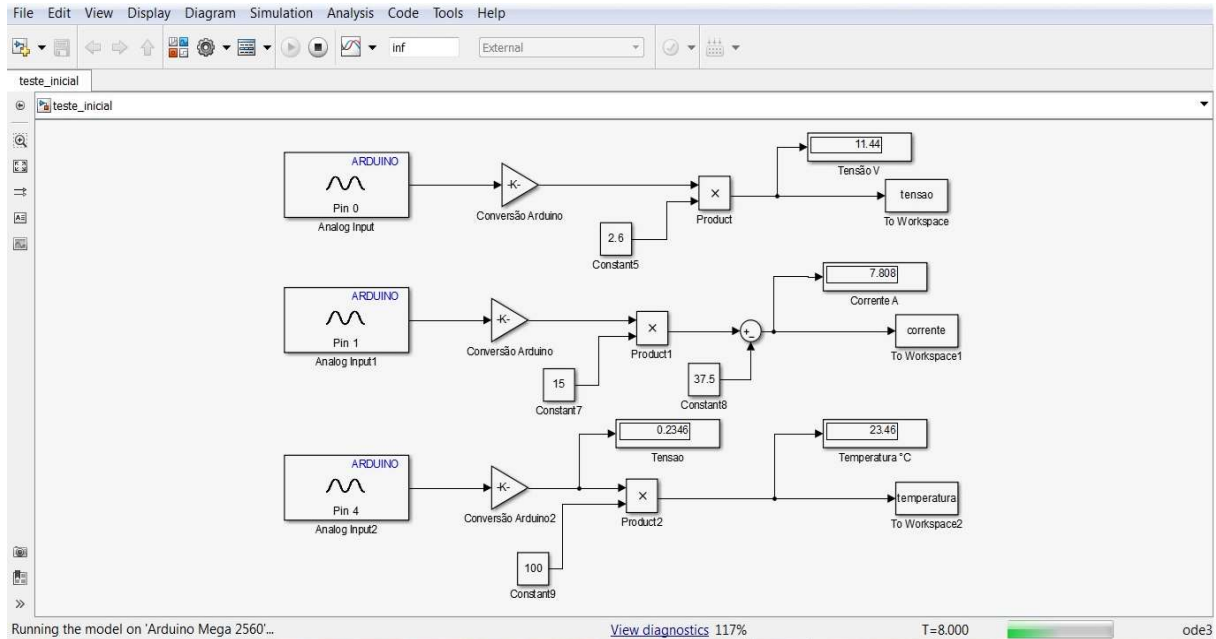 File Edit View Display Diagram Simulation Analysis Code Tools Help
inf External
teste_inicial
teste_inicial
ARDUINO
Pin 0
Analog Input
-K-
Conversão Arduino
2.6
Constant5
×
Product
11.44
Tensão V
tensao
To Workspace
ARDUINO
Pin 1
Analog Input1
-K-
Conversão Arduino
15
Constant7
×
Product1
37.5
Constant8
7.808
Corrente A
corrente
To Workspace1
ARDUINO
Pin 4
Analog Input2
-K-
Conversão Arduino2
0.2346
Tensao
100
Constant9
×
Product2
23.46
Temperatura °C
temperatura
To Workspace2
Running the model on 'Arduino Mega 2560'... View diagnostics 117% T=8.000 ode3